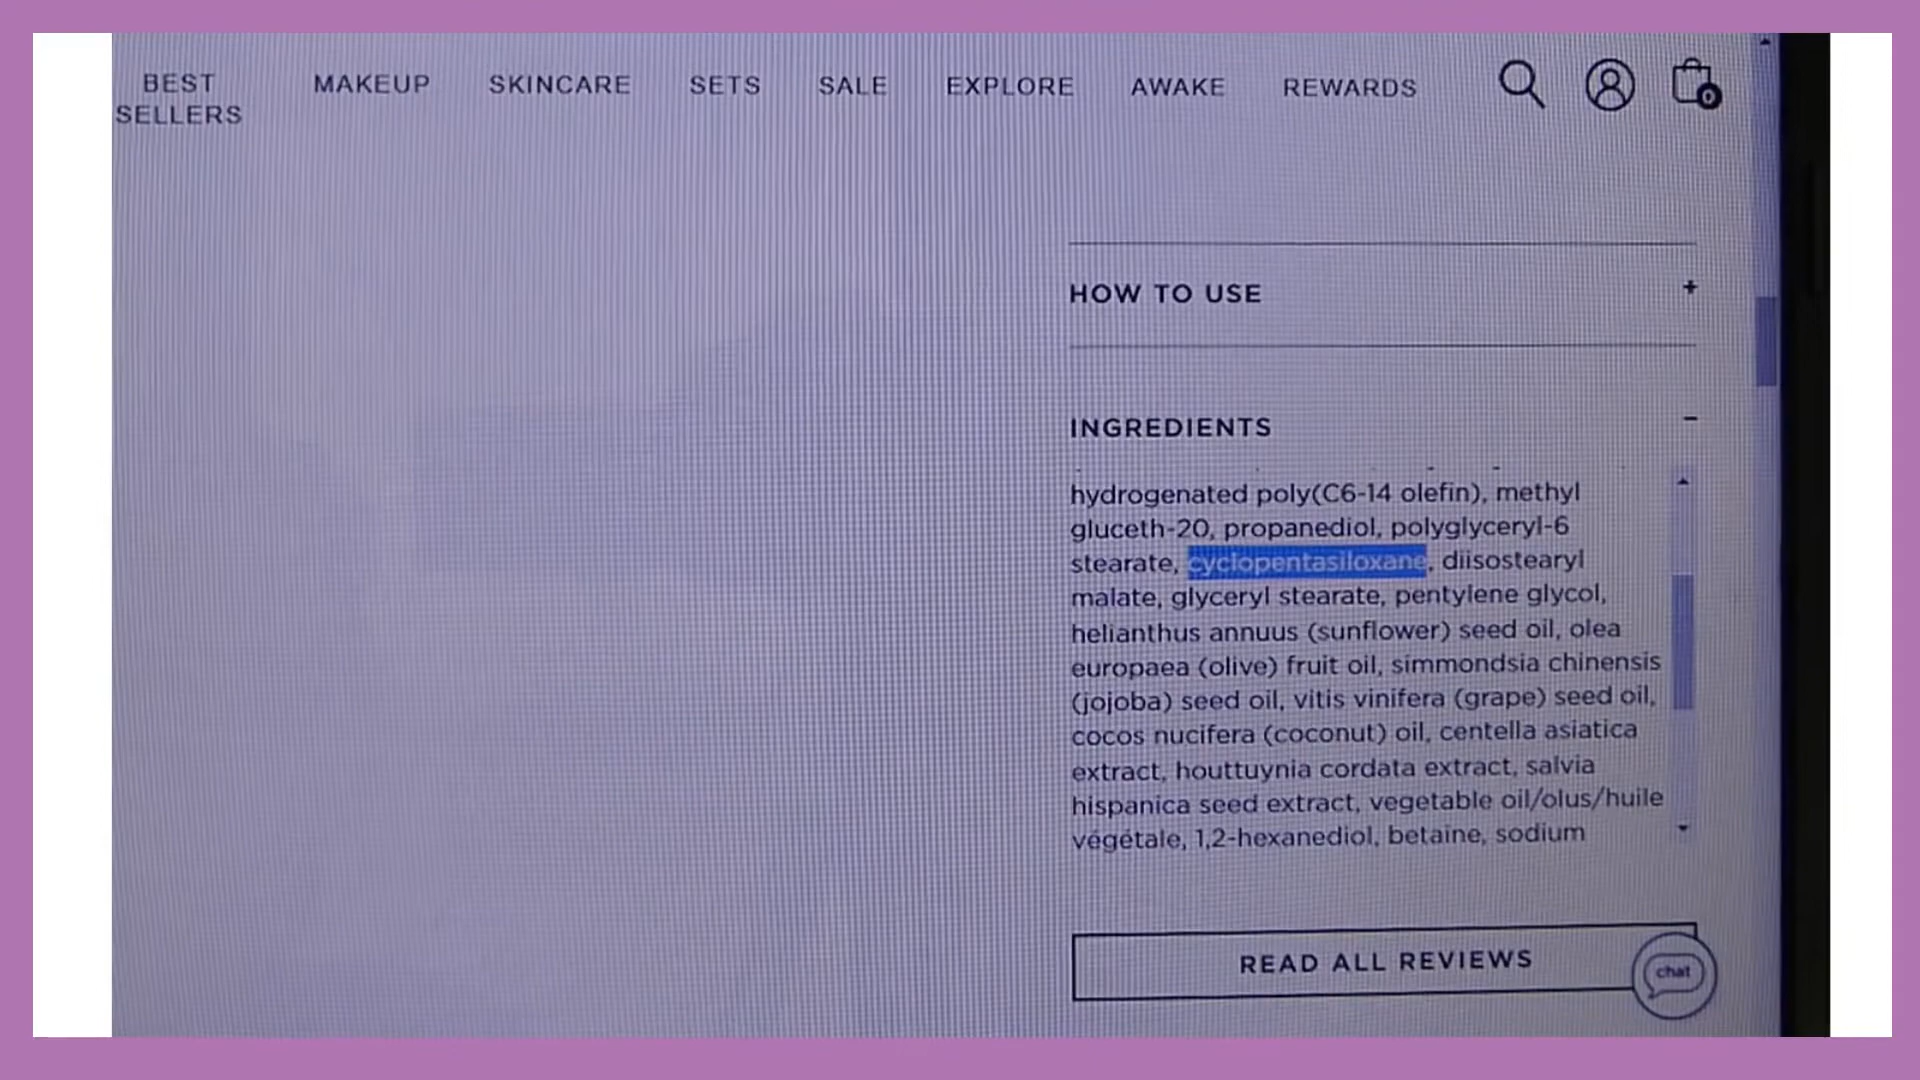 BEST SELLERS
MAKEUP
SKINCARE
SETS
SALE
EXPLORE
AWAKE
REWARDS
0
HOW TO USE +
INGREDIENTS −
hydrogenated poly(C6-14 olefin), methyl
gluceth-20, propanediol, polyglyceryl-6
stearate, cyclopentasiloxane, diisostearyl
malate, glyceryl stearate, pentylene glycol,
helianthus annuus (sunflower) seed oil, olea
europaea (olive) fruit oil, simmondsia chinensis
(jojoba) seed oil, vitis vinifera (grape) seed oil,
cocos nucifera (coconut) oil, centella asiatica
extract, houttuynia cordata extract, salvia
hispanica seed extract, vegetable oil/olus/huile
végétale, 1,2-hexanediol, betaine, sodium
READ ALL REVIEWS
chat